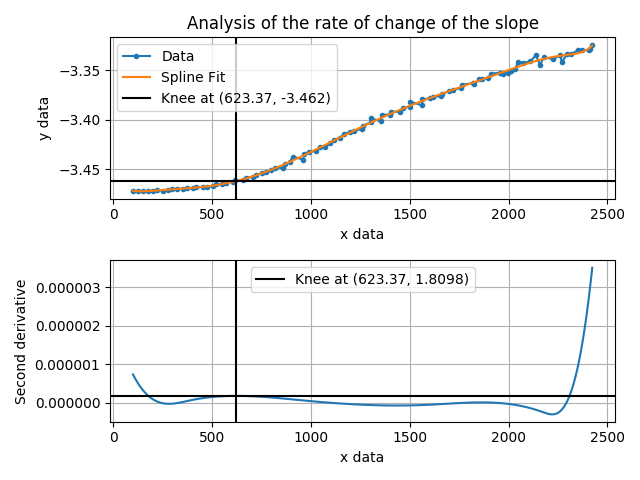 Analysis of the rate of change of the slope
Data
Spline Fit
Knee at (623.37, -3.462)
y data
−3.35
−3.40
−3.45
0 500 1000 1500 2000 2500
x data
Knee at (623.37, 1.8098)
Second derivative
0.000003
0.000002
0.000001
0.000000
0 500 1000 1500 2000 2500
x data